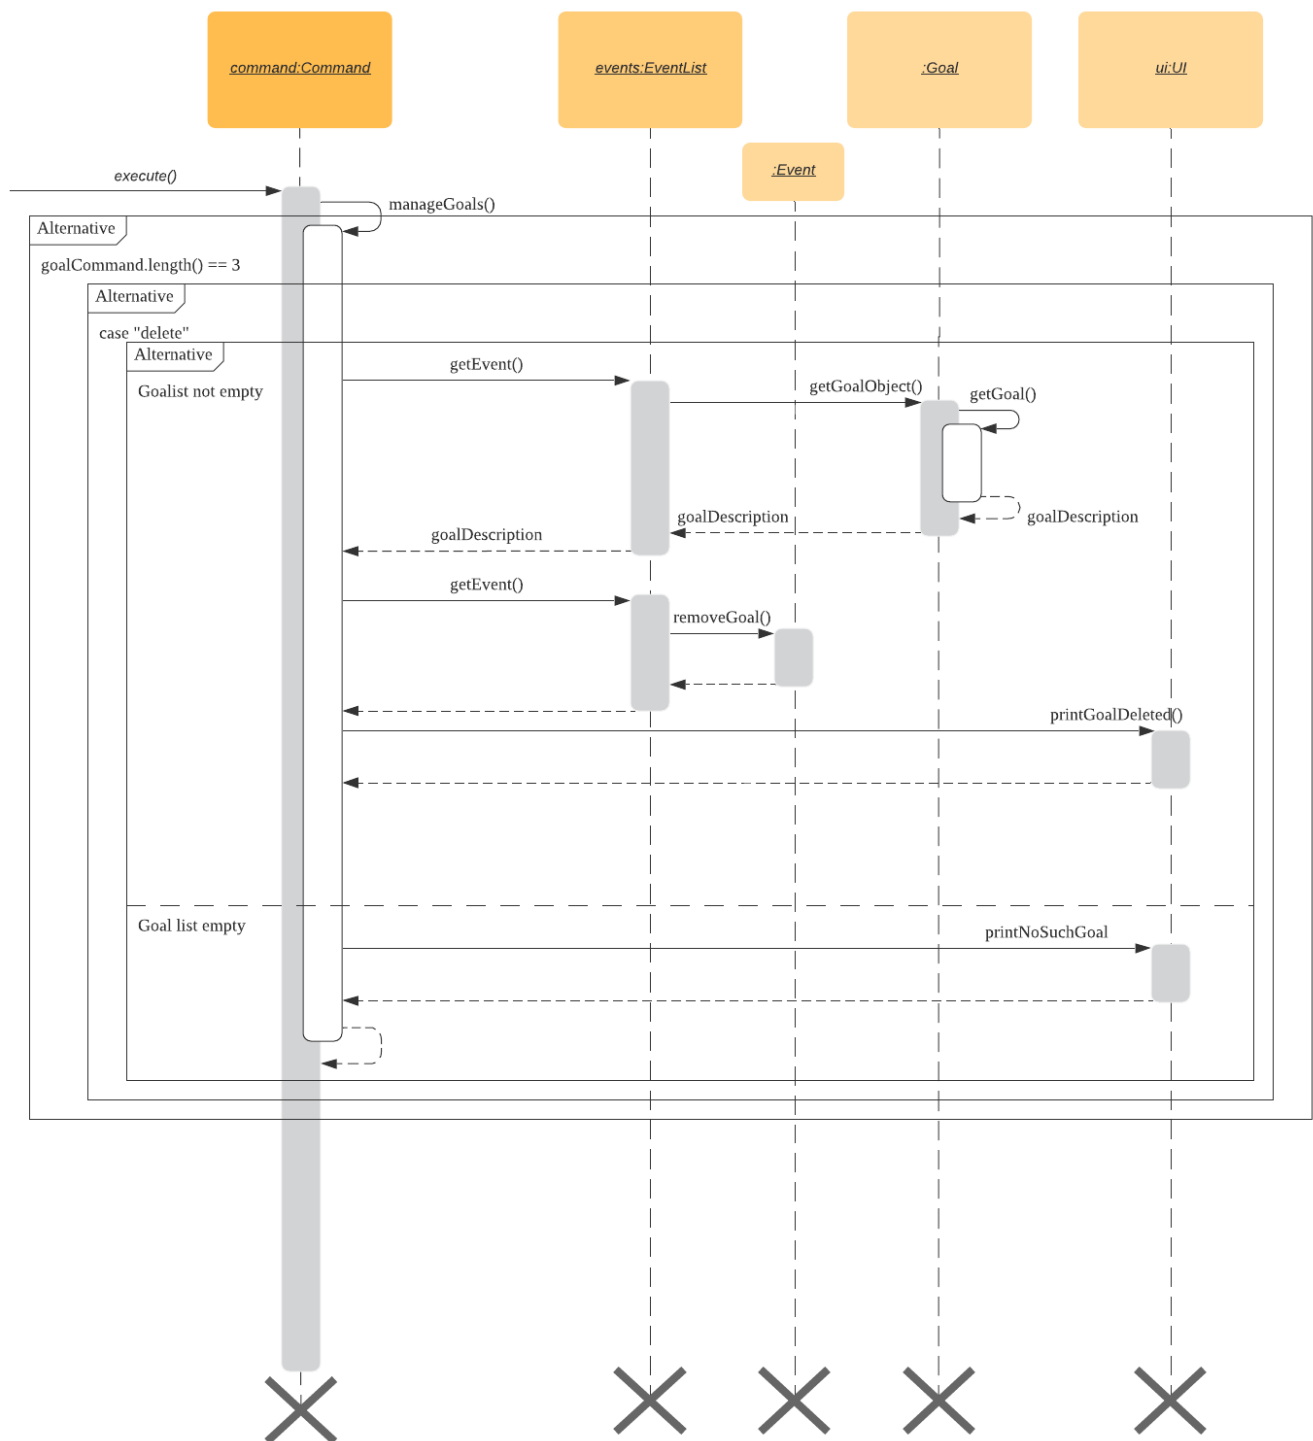 command:Command
events:EventList
:Goal
ui:UI
:Event
execute()
manageGoals()
Alternative
goalCommand.length() == 3
Alternative
case "delete"
Alternative
Goalist not empty
getEvent()
getGoalObject()
getGoal()
goalDescription
goalDescription
goalDescription
getEvent()
removeGoal()
printGoalDeleted()
Goal list empty
printNoSuchGoal